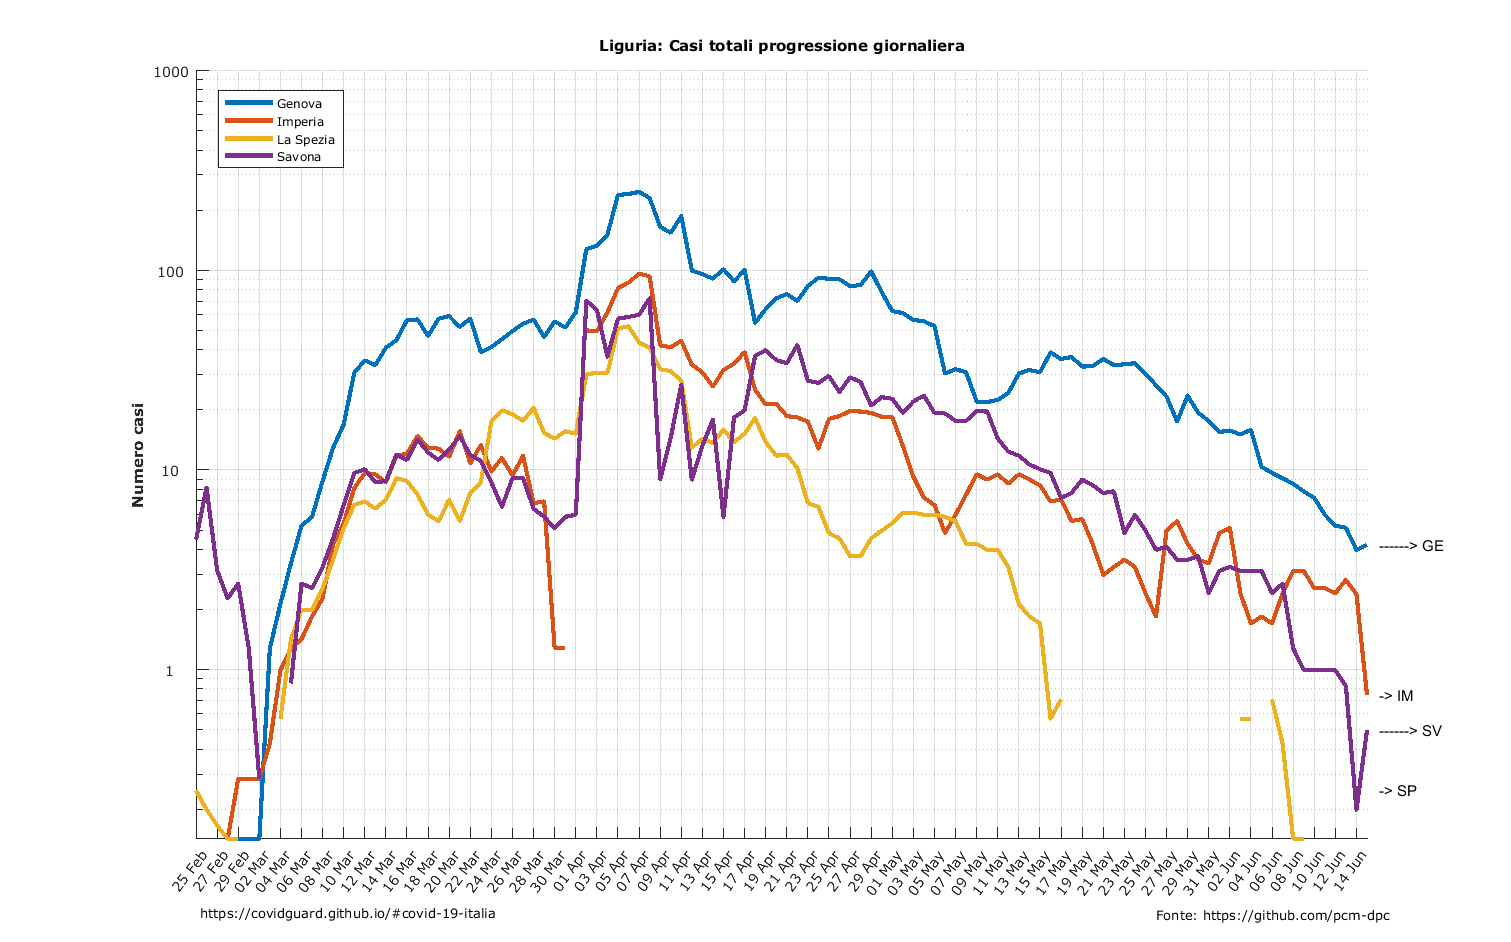 Liguria: Casi totali progressione giornaliera
1000
100
10
1
Numero casi
Genova
Imperia
La Spezia
Savona
------> GE
-> IM
------> SV
-> SP
25 Feb
27 Feb
29 Feb
02 Mar
04 Mar
06 Mar
08 Mar
10 Mar
12 Mar
14 Mar
16 Mar
18 Mar
20 Mar
22 Mar
24 Mar
26 Mar
28 Mar
30 Mar
01 Apr
03 Apr
05 Apr
07 Apr
09 Apr
11 Apr
13 Apr
15 Apr
17 Apr
19 Apr
21 Apr
23 Apr
25 Apr
27 Apr
29 Apr
01 May
03 May
05 May
07 May
09 May
11 May
13 May
15 May
17 May
19 May
21 May
23 May
25 May
27 May
29 May
31 May
02 Jun
04 Jun
06 Jun
08 Jun
10 Jun
12 Jun
14 Jun
https://covidguard.github.io/#covid-19-italia
Fonte: https://github.com/pcm-dpc